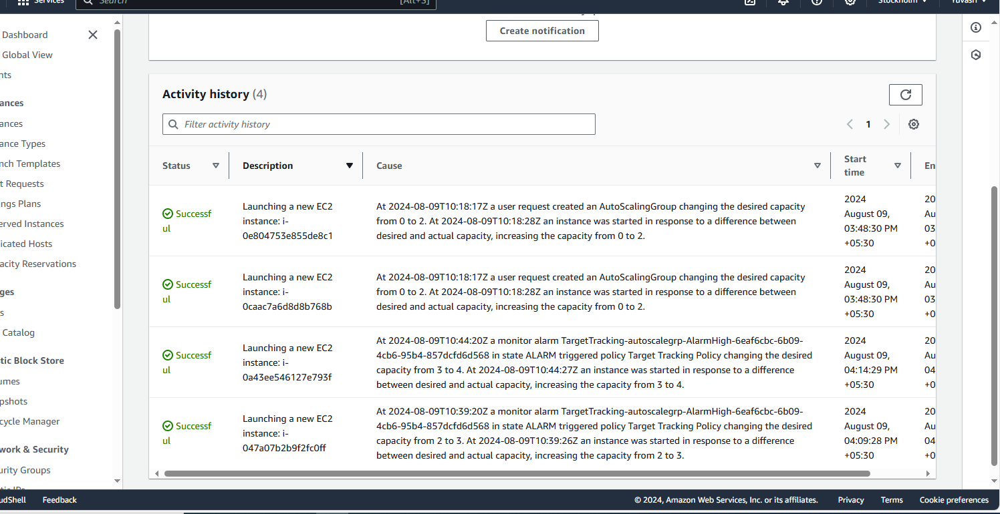 Services
Search
[Alt+S]
Stockholm
Yuvasri
Dashboard
Global View
nts
ances
ances
ance Types
nch Templates
t Requests
ngs Plans
erved Instances
icated Hosts
acity Reservations
ges
s
Catalog
tic Block Store
umes
pshots
cycle Manager
work & Security
urity Groups
Create notification
Activity history (4)
Filter activity history
1
Status
Description
Cause
Start
time
En
Successf
ul
Launching a new EC2
instance: i-
0e804753e855de8c1
At 2024-08-09T10:18:17Z a user request created an AutoScalingGroup changing the desired capacity
from 0 to 2. At 2024-08-09T10:18:28Z an instance was started in response to a difference between
desired and actual capacity, increasing the capacity from 0 to 2.
2024
August 09,
03:48:30 PM
+05:30
20
Au
03
+0
Successf
ul
Launching a new EC2
instance: i-
0caac7a6d8d8b768b
At 2024-08-09T10:18:17Z a user request created an AutoScalingGroup changing the desired capacity
from 0 to 2. At 2024-08-09T10:18:28Z an instance was started in response to a difference between
desired and actual capacity, increasing the capacity from 0 to 2.
2024
August 09,
03:48:30 PM
+05:30
20
Au
03
+0
Successf
ul
Launching a new EC2
instance: i-
0a43ee546127e793f
At 2024-08-09T10:44:20Z a monitor alarm TargetTracking-autoscalegrp-AlarmHigh-6eaf6cbc-6b09-
4cb6-95b4-857dcfd6d568 in state ALARM triggered policy Target Tracking Policy changing the desired
capacity from 3 to 4. At 2024-08-09T10:44:27Z an instance was started in response to a difference
between desired and actual capacity, increasing the capacity from 3 to 4.
2024
August 09,
04:14:29 PM
+05:30
20
Au
04
+0
Successf
ul
Launching a new EC2
instance: i-
047a07b2b9f2fc0ff
At 2024-08-09T10:39:20Z a monitor alarm TargetTracking-autoscalegrp-AlarmHigh-6eaf6cbc-6b09-
4cb6-95b4-857dcfd6d568 in state ALARM triggered policy Target Tracking Policy changing the desired
capacity from 2 to 3. At 2024-08-09T10:39:26Z an instance was started in response to a difference
between desired and actual capacity, increasing the capacity from 2 to 3.
2024
August 09,
04:09:28 PM
+05:30
20
Au
04
+0
udShell
Feedback
© 2024, Amazon Web Services, Inc. or its affiliates.
Privacy
Terms
Cookie preferences